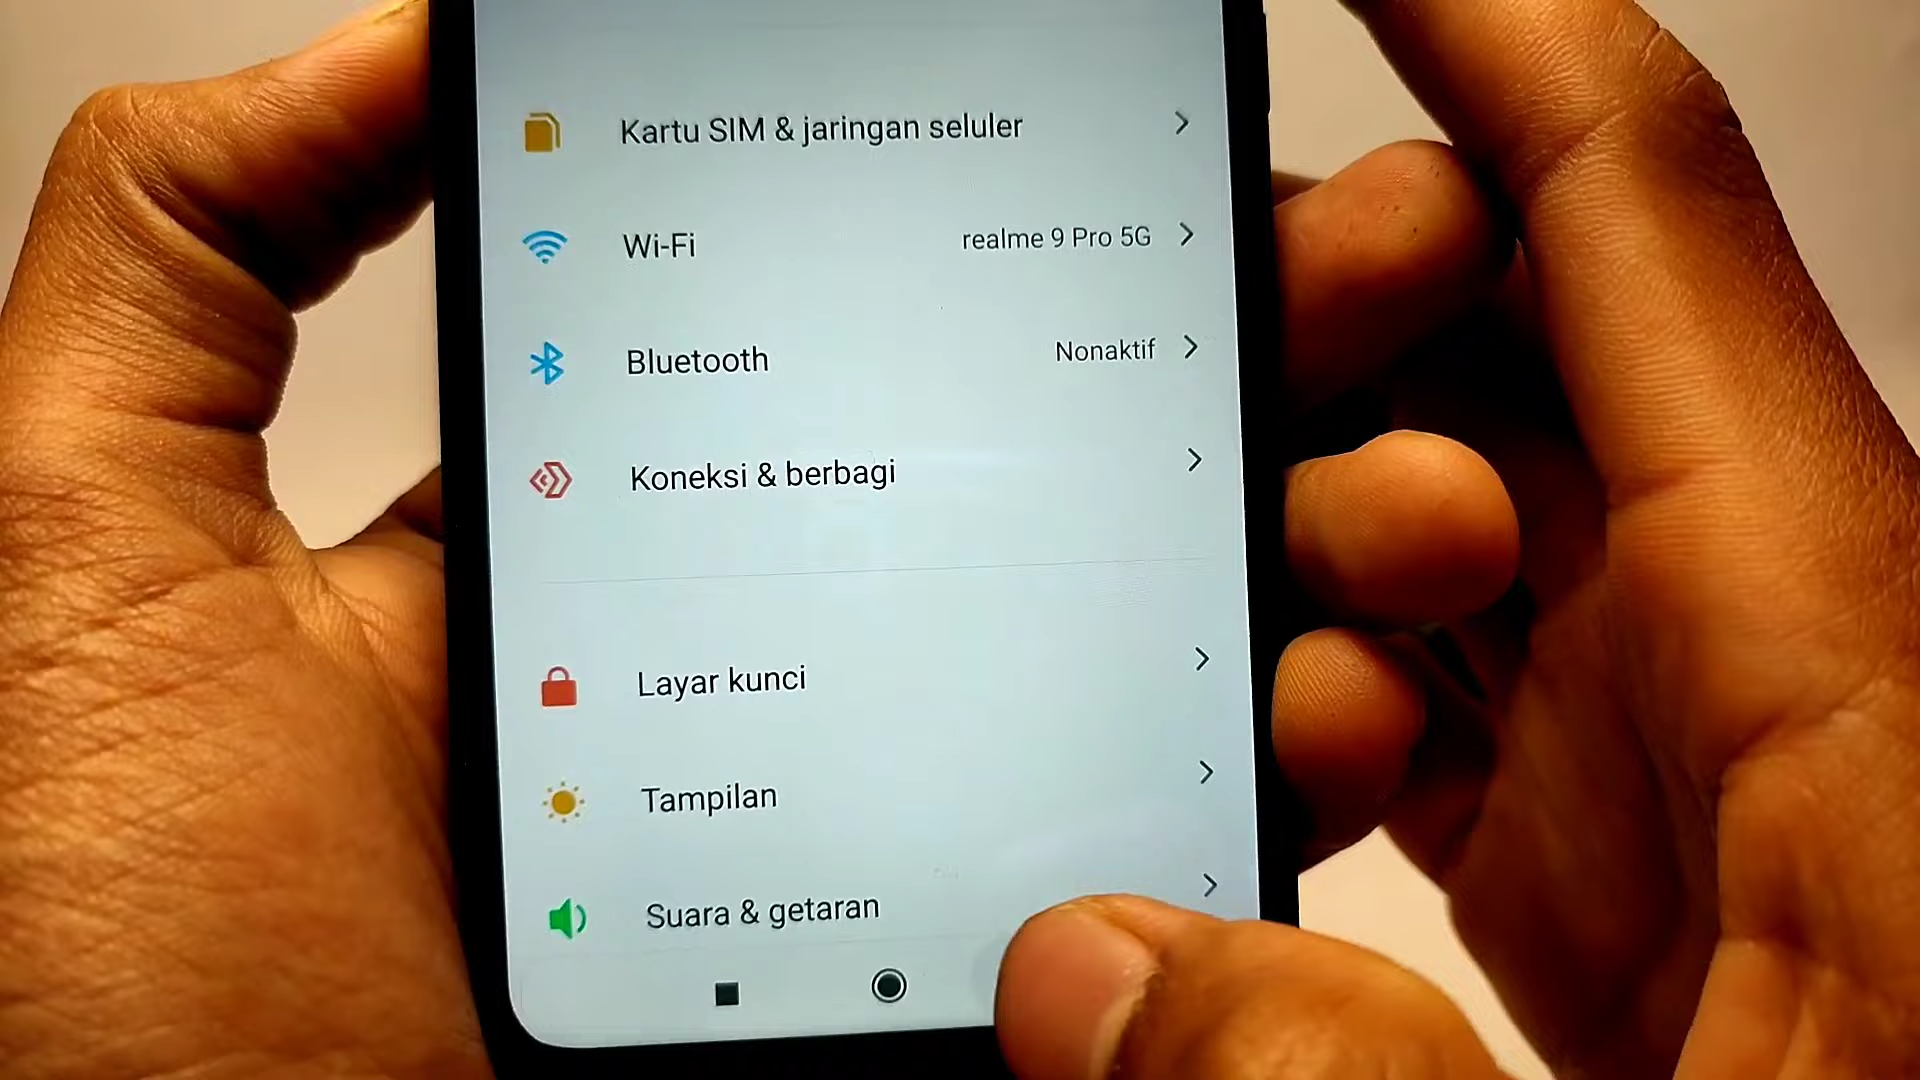 Kartu SIM & jaringan seluler
Wi-Fi
realme 9 Pro 5G
Bluetooth
Nonaktif
Koneksi & berbagi
Layar kunci
Tampilan
Suara & getaran